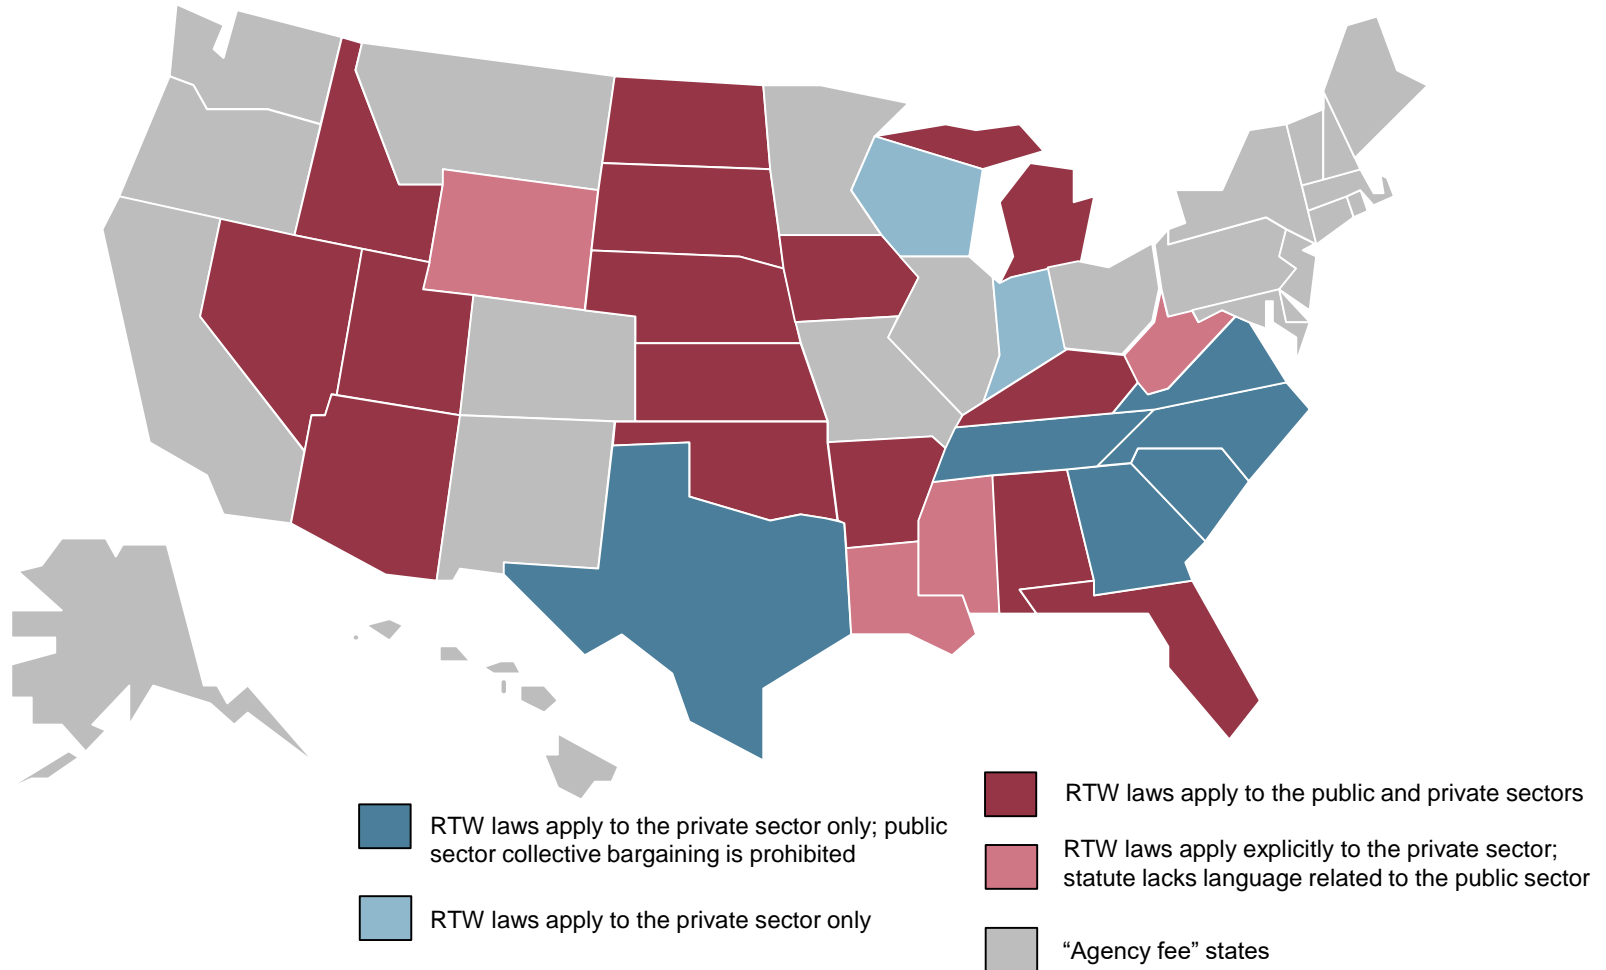 RTW laws apply to the private sector only; public
sector collective bargaining is prohibited
RTW laws apply to the private sector only
RTW laws apply to the public and private sectors
RTW laws apply explicitly to the private sector;
statute lacks language related to the public sector
“Agency fee” states